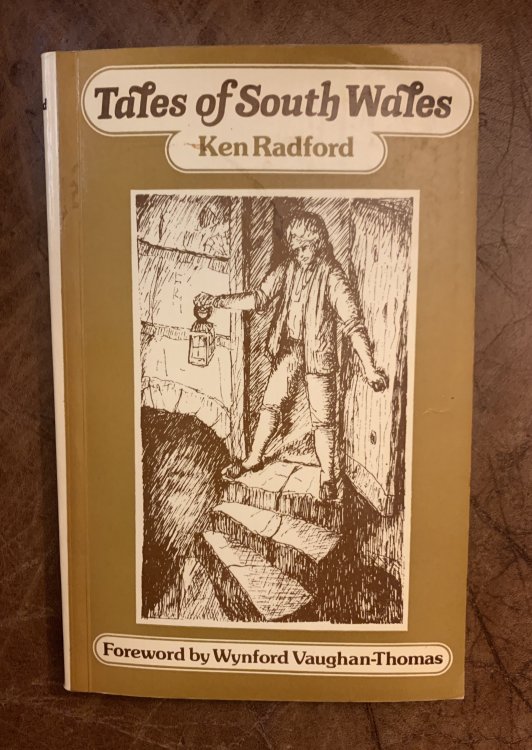 Tales of South Wales
Ken Radford
Foreword by Wynford Vaughan-Thomas